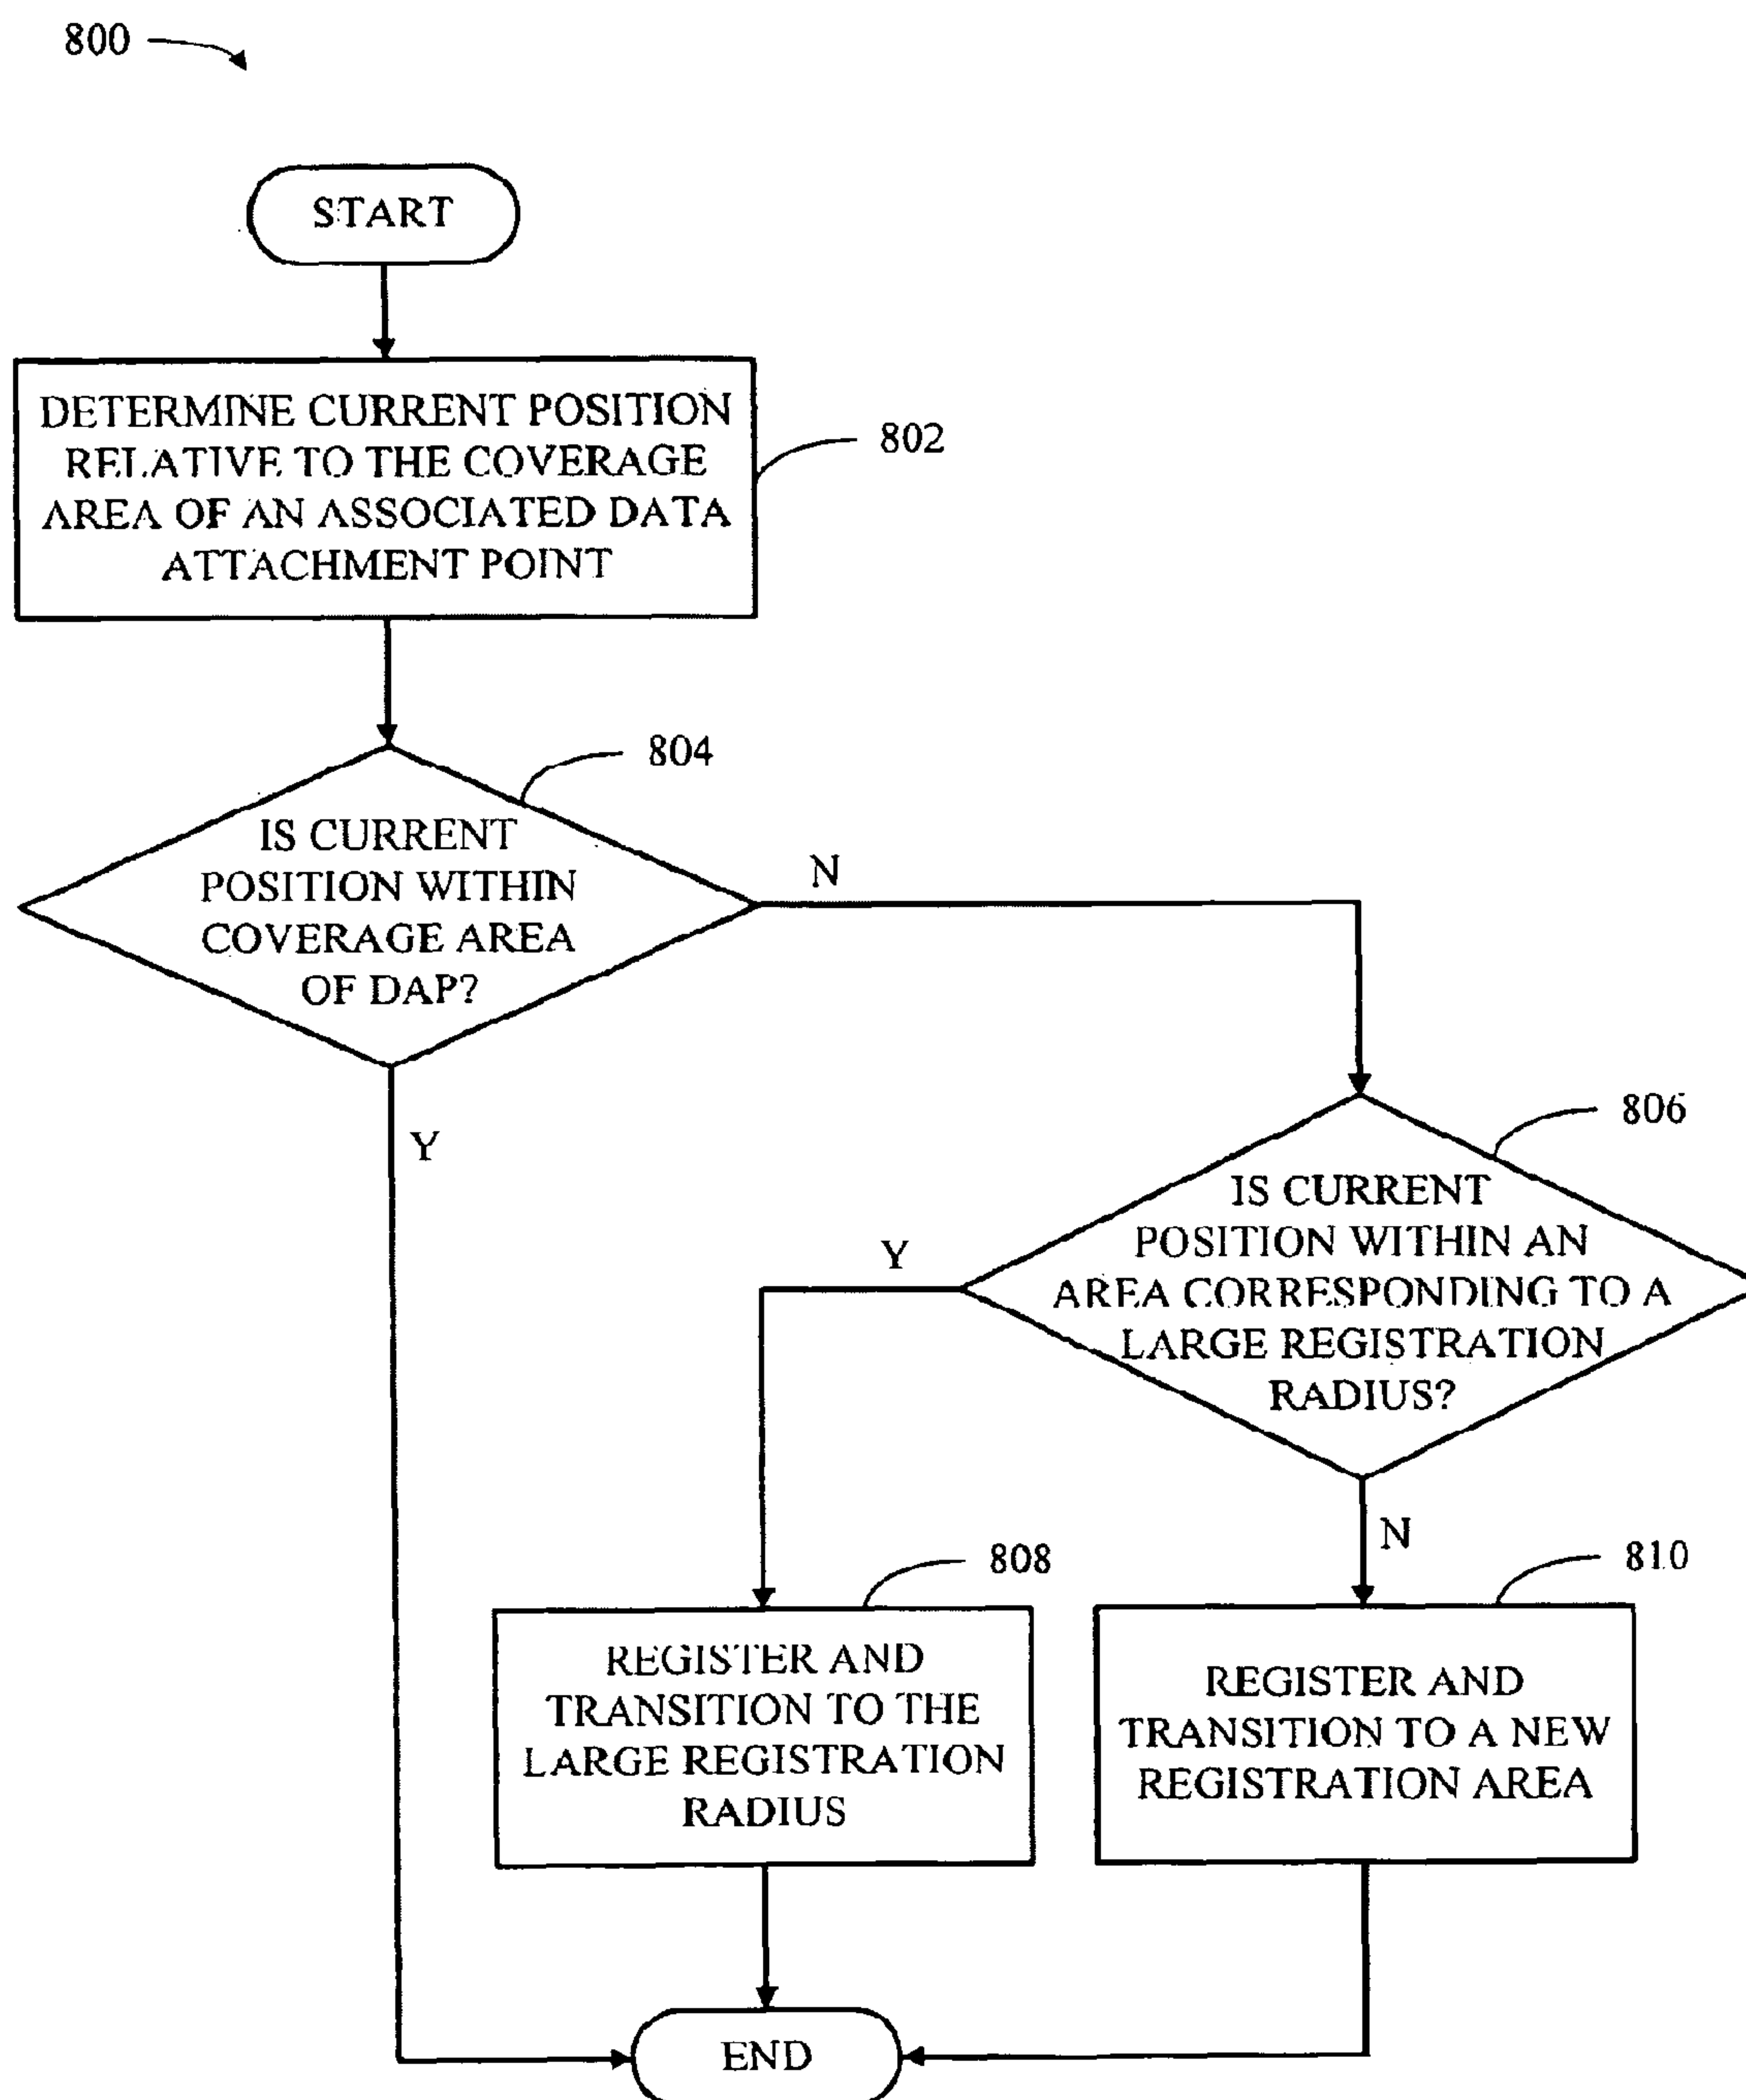 800
START
DETERMINE CURRENT POSITION
RELATIVE TO THE COVERAGE
AREA OF AN ASSOCIATED DATA
ATTACHMENT POINT
802
804
IS CURRENT
POSITION WITHIN
COVERAGE AREA
OF DAP?
N
Y
806
IS CURRENT
POSITION WITHIN AN
AREA CORRESPONDING TO A
LARGE REGISTRATION
RADIUS?
Y
N
808
810
REGISTER AND
TRANSITION TO THE
LARGE REGISTRATION
RADIUS
REGISTER AND
TRANSITION TO A NEW
REGISTRATION AREA
END